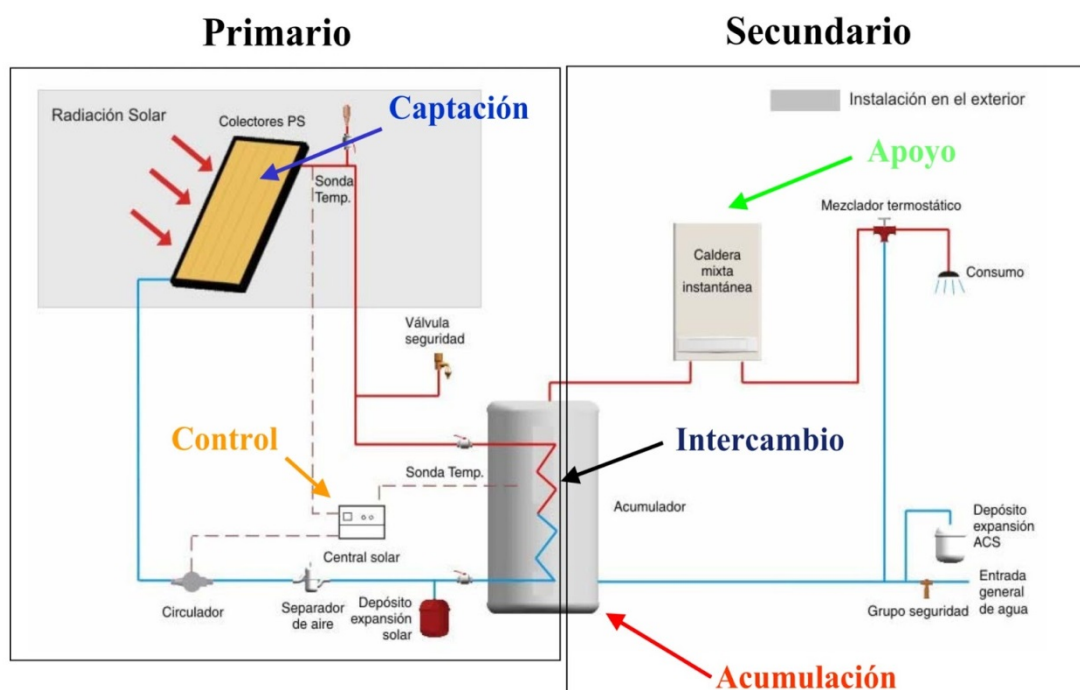 Primario
Secundario
Radiación Solar
Colectores PS
Captación
Sonda
Temp.
Instalación en el exterior
Apoyo
Mezclador termostático
Caldera
mixta
instantánea
Consumo
Válvula
seguridad
Control
Intercambio
Sonda Temp.
Acumulador
Depósito
expansión
ACS
Central solar
Circulador
Separador
de aire
Depósito
expansión
solar
Grupo seguridad
Entrada
general
de agua
Acumulación